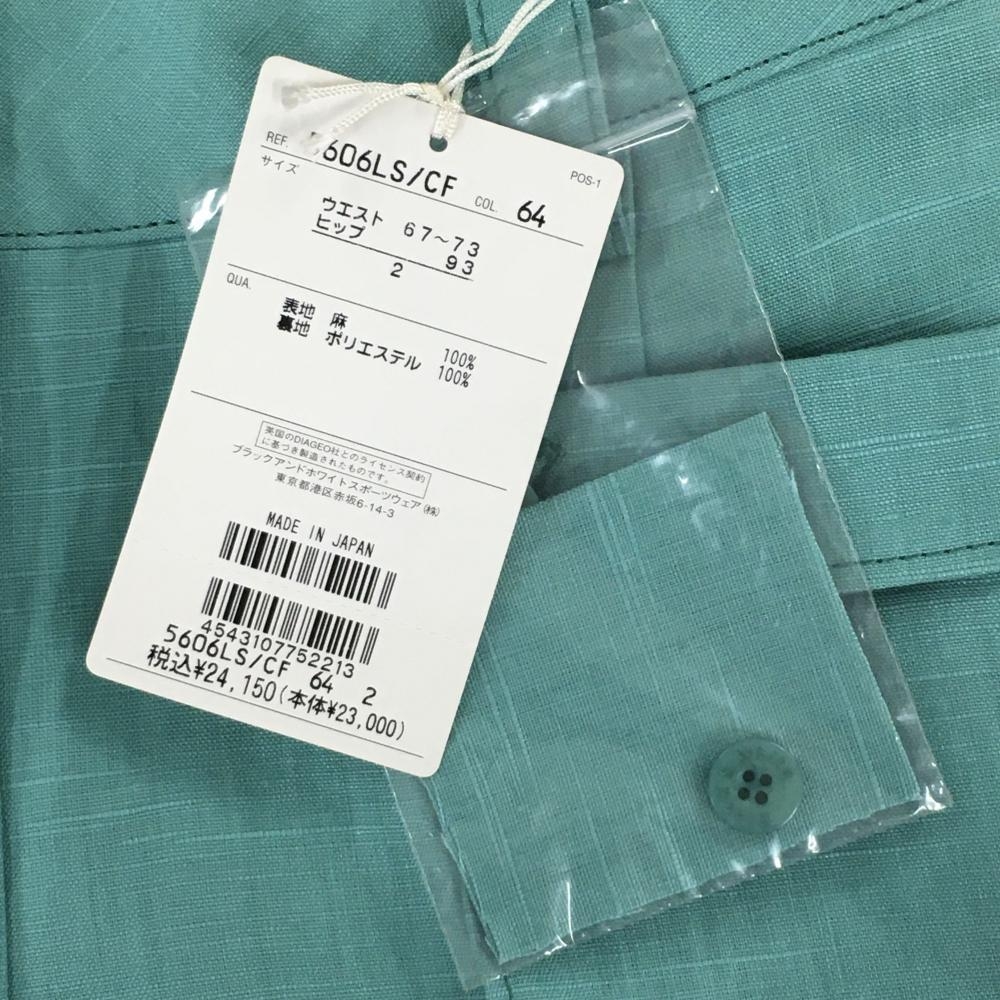 REF. 5606LS/CF COL. 64 POS-1
サイズ
ウエスト 67〜73
ヒップ 93
2
QUA.
表地 麻 100%
裏地 ポリエステル 100%
英国のDIAGEO社とのライセンス契約
に基づき製造されたものです。
ブラックアンドホワイトスポーツウェア(株)
東京都港区赤坂6-14-3
MADE IN JAPAN
4543107752213
5606LS/CF 64 2
税込¥24,150(本体¥23,000)